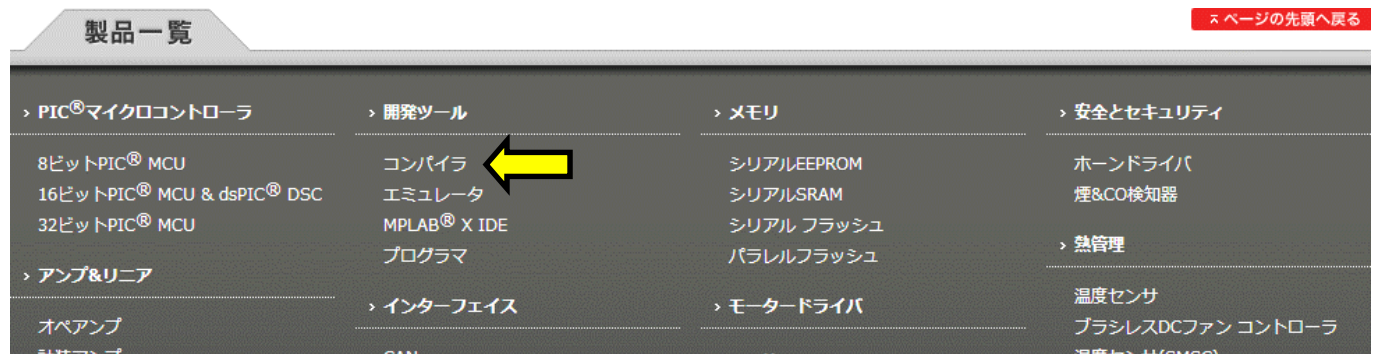 製品一覧
ページの先頭へ戻る
› PIC®マイクロコントローラ
8ビットPIC® MCU
16ビットPIC® MCU & dsPIC® DSC
32ビットPIC® MCU
› アンプ&リニア
オペアンプ
› 開発ツール
コンパイラ
エミュレータ
MPLAB® X IDE
プログラマ
› インターフェイス
› メモリ
シリアルEEPROM
シリアルSRAM
シリアル フラッシュ
パラレルフラッシュ
› モータードライバ
› 安全とセキュリティ
ホーンドライバ
煙&CO検知器
› 熱管理
温度センサ
ブラシレスDCファン コントローラ